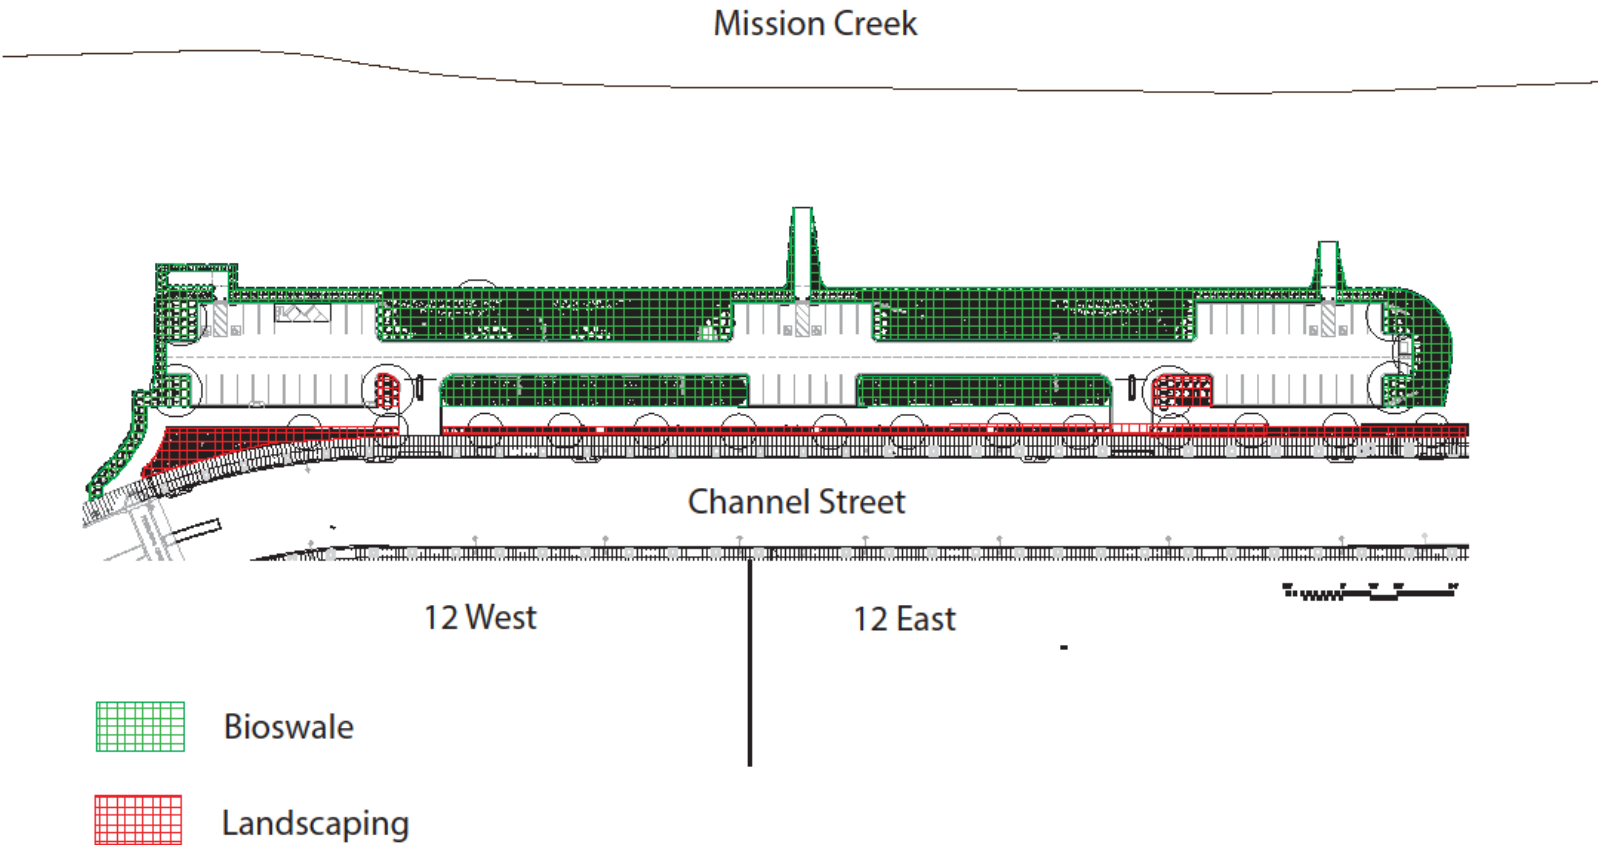 Mission Creek
Channel Street
12 West
12 East
Bioswale
Landscaping